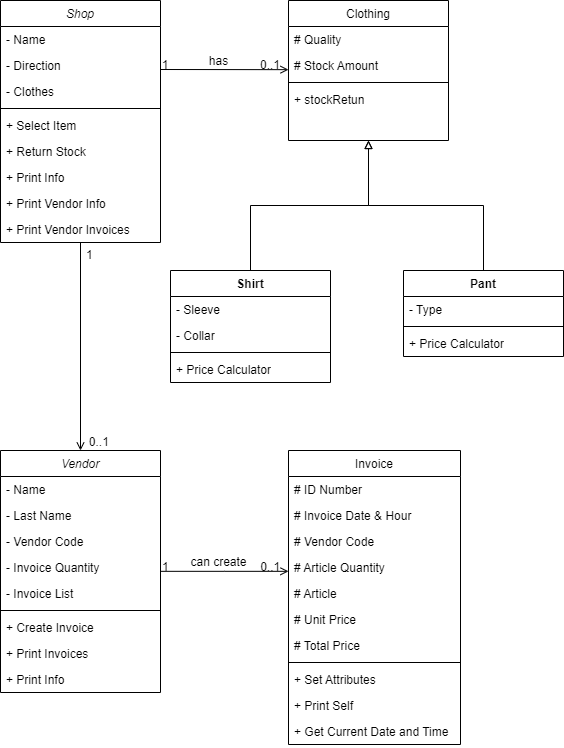 Shop
- Name
- Direction
- Clothes
+ Select Item
+ Return Stock
+ Print Info
+ Print Vendor Info
+ Print Vendor Invoices
1
has
0..1
Clothing
# Quality
# Stock Amount
+ stockRetun
Shirt
- Sleeve
- Collar
+ Price Calculator
Pant
- Type
+ Price Calculator
1
0..1
Vendor
- Name
- Last Name
- Vendor Code
- Invoice Quantity
- Invoice List
+ Create Invoice
+ Print Invoices
+ Print Info
1
can create
0..1
Invoice
# ID Number
# Invoice Date & Hour
# Vendor Code
# Article Quantity
# Article
# Unit Price
# Total Price
+ Set Attributes
+ Print Self
+ Get Current Date and Time